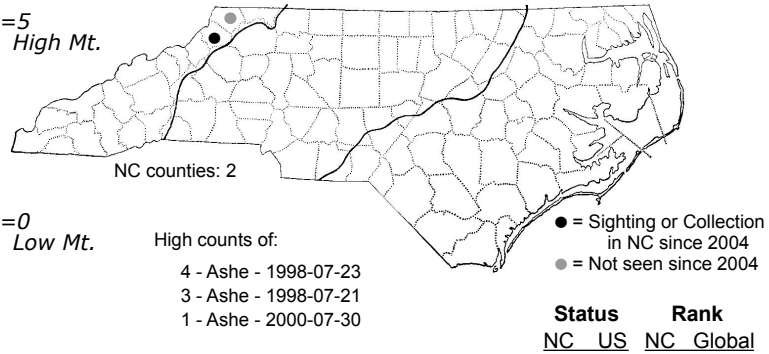 =5
High Mt.
NC counties: 2
=0
Low Mt.
High counts of:
4 - Ashe - 1998-07-23
3 - Ashe - 1998-07-21
1 - Ashe - 2000-07-30
● = Sighting or Collection
in NC since 2004
● = Not seen since 2004
Status Rank
NC US NC Global